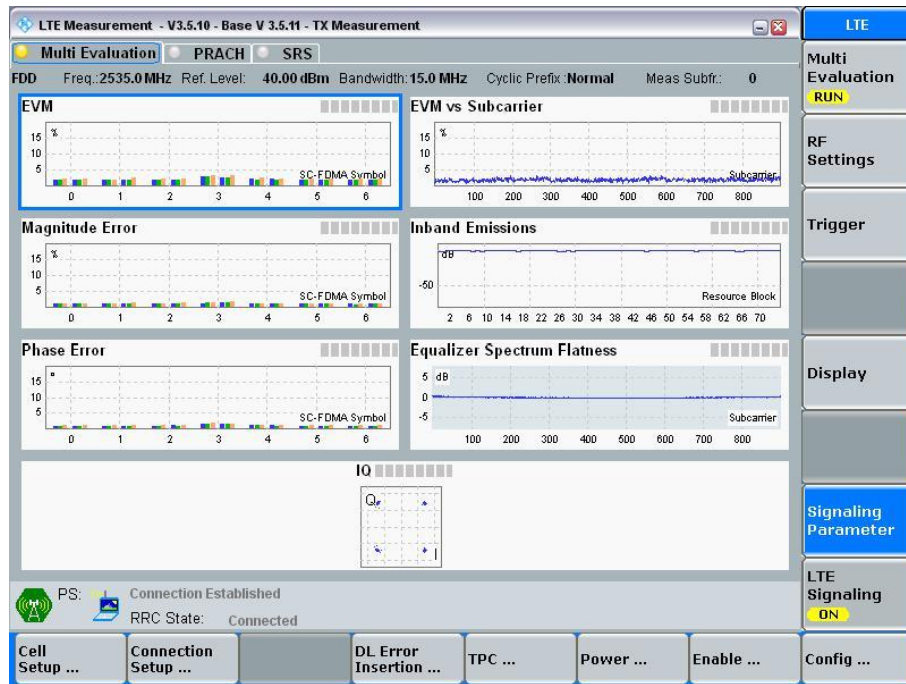 LTE Measurement - V3.5.10 - Base V 3.5.11 - TX Measurement
LTE
Multi Evaluation PRACH SRS
FDD Freq.:2535.0 MHz Ref. Level: 40.00 dBm Bandwidth: 15.0 MHz Cyclic Prefix :Normal Meas Subfr.: 0
Multi
Evaluation
RUN
RF
Settings
Trigger
Display
Signaling
Parameter
LTE
Signaling
ON
EVM
%
15
10
5
SC-FDMA Symbol
0 1 2 3 4 5 6
EVM vs Subcarrier
%
15
10
5
Subcarrier
100 200 300 400 500 600 700 800
Magnitude Error
%
15
10
5
SC-FDMA Symbol
0 1 2 3 4 5 6
Inband Emissions
dB
-50
Resource Block
2 6 10 14 18 22 26 30 34 38 42 46 50 54 58 62 66 70
Phase Error
°
15
10
5
SC-FDMA Symbol
0 1 2 3 4 5 6
Equalizer Spectrum Flatness
5 dB
0
-5
Subcarrier
100 200 300 400 500 600 700 800
IQ
Q
I
PS: Connection Established
RRC State: Connected
Cell
Setup ...
Connection
Setup ...
DL Error
Insertion ...
TPC ...
Power ...
Enable ...
Config ...